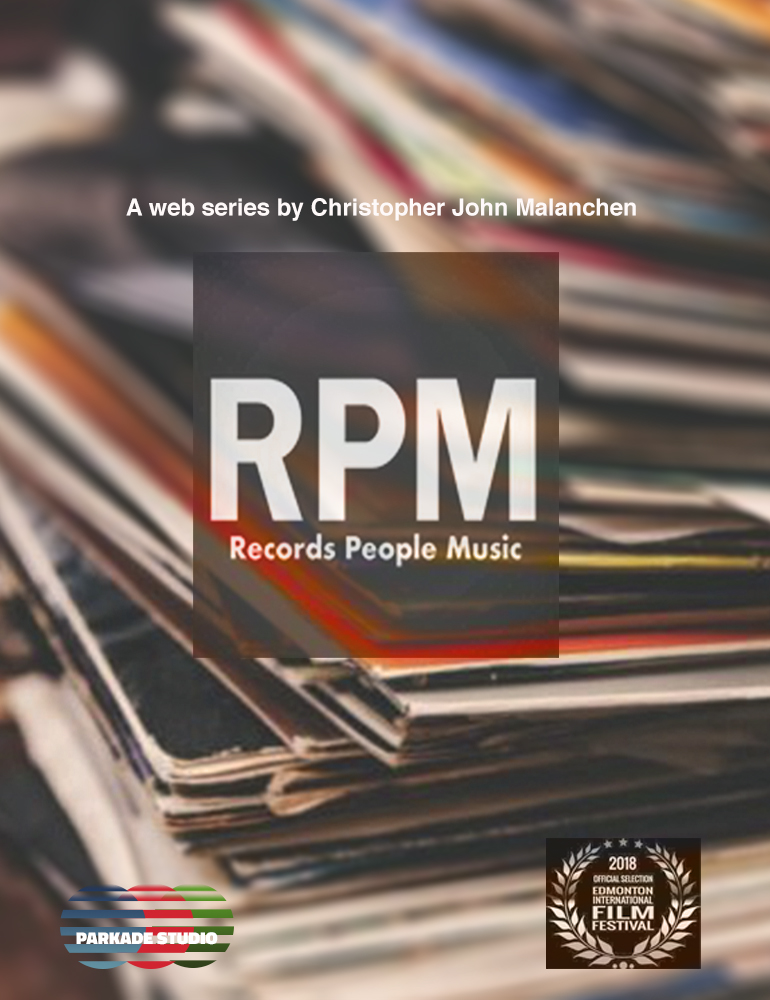 A web series by Christopher John Malanchen
RPM
Records People Music
PARKADE STUDIO
2018
OFFICIAL SELECTION
EDMONTON
INTERNATIONAL
FILM
FESTIVAL